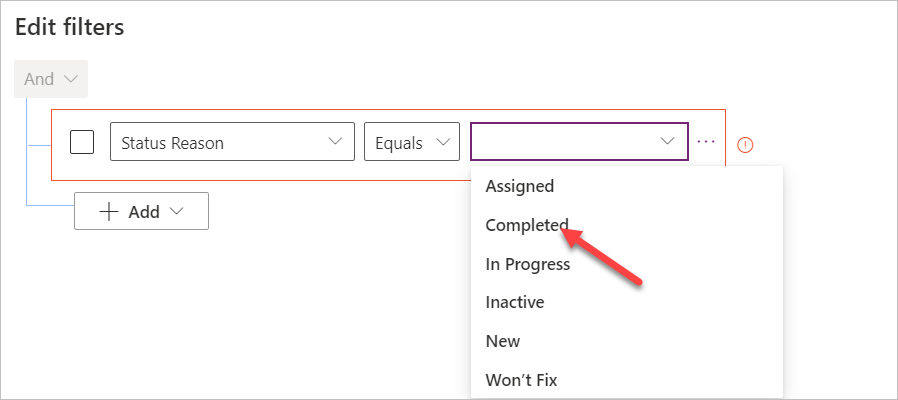 Edit filters
And
Status Reason Equals
Assigned
Add
Completed
In Progress
Inactive
New
Won't Fix